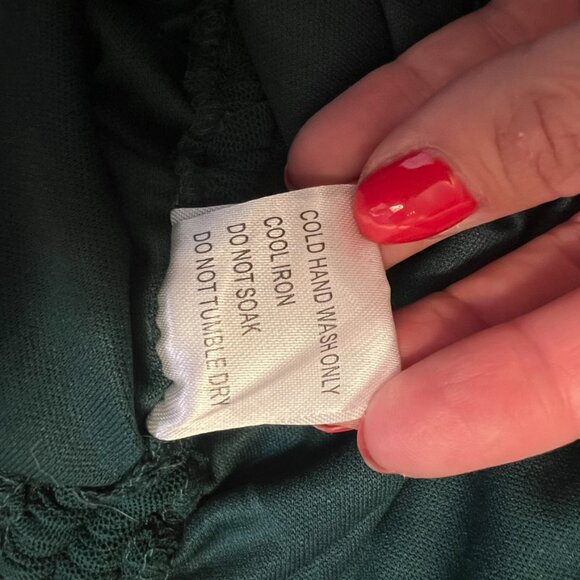 COLD HAND WASH ONLY
COOL IRON
DO NOT SOAK
DO NOT TUMBLE DRY